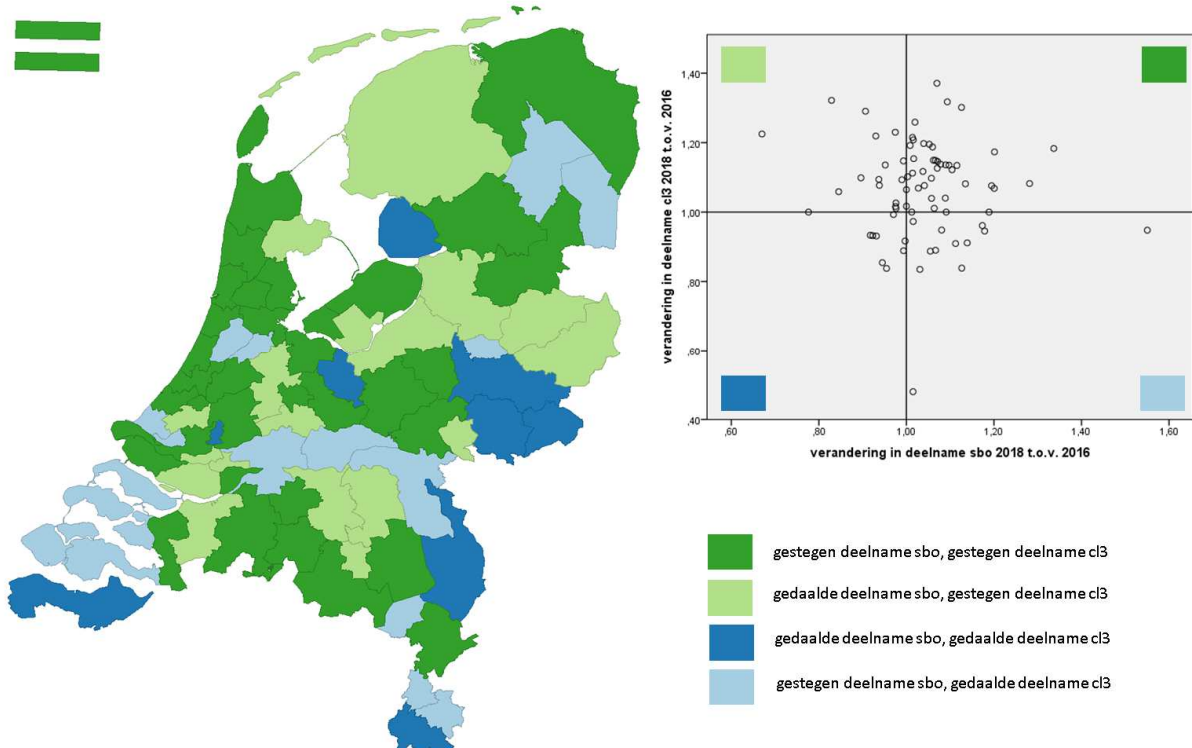 verandering in deelname cl3 2018 t.o.v. 2016
1,40
1,20
1,00
,80
,60
,40
,60
,80
1,00
1,20
1,40
1,60
verandering in deelname sbo 2018 t.o.v. 2016
gestegen deelname sbo, gestegen deelname cl3
gedaalde deelname sbo, gestegen deelname cl3
gedaalde deelname sbo, gedaalde deelname cl3
gestegen deelname sbo, gedaalde deelname cl3